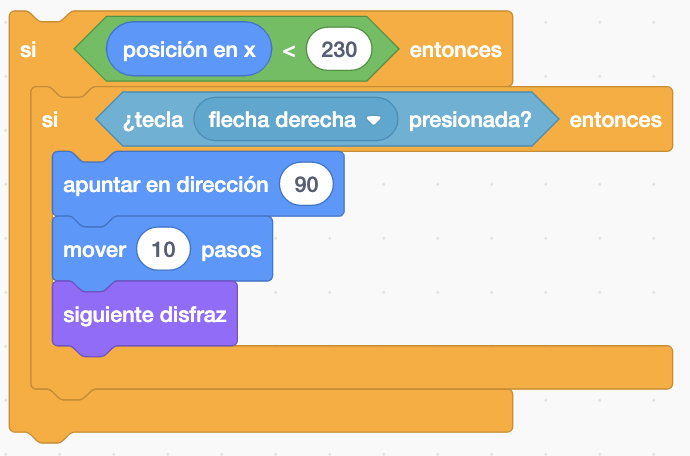 si posición en x < 230 entonces
si ¿tecla flecha derecha presionada? entonces
apuntar en dirección 90
mover 10 pasos
siguiente disfraz